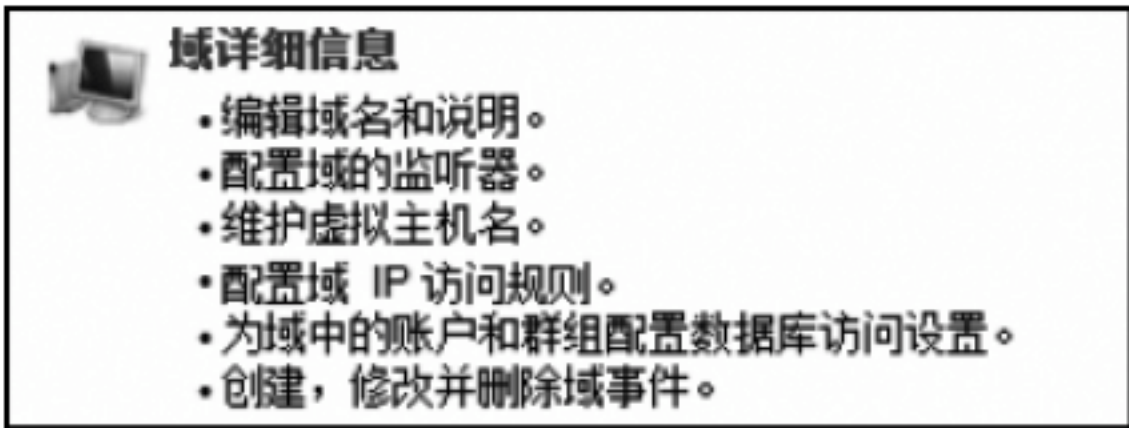 域详细信息
•编辑域名和说明。
•配置域的监听器。
•维护虚拟主机名。
•配置域 IP 访问规则。
•为域中的账户和群组配置数据库访问设置。
•创建，修改并删除域事件。